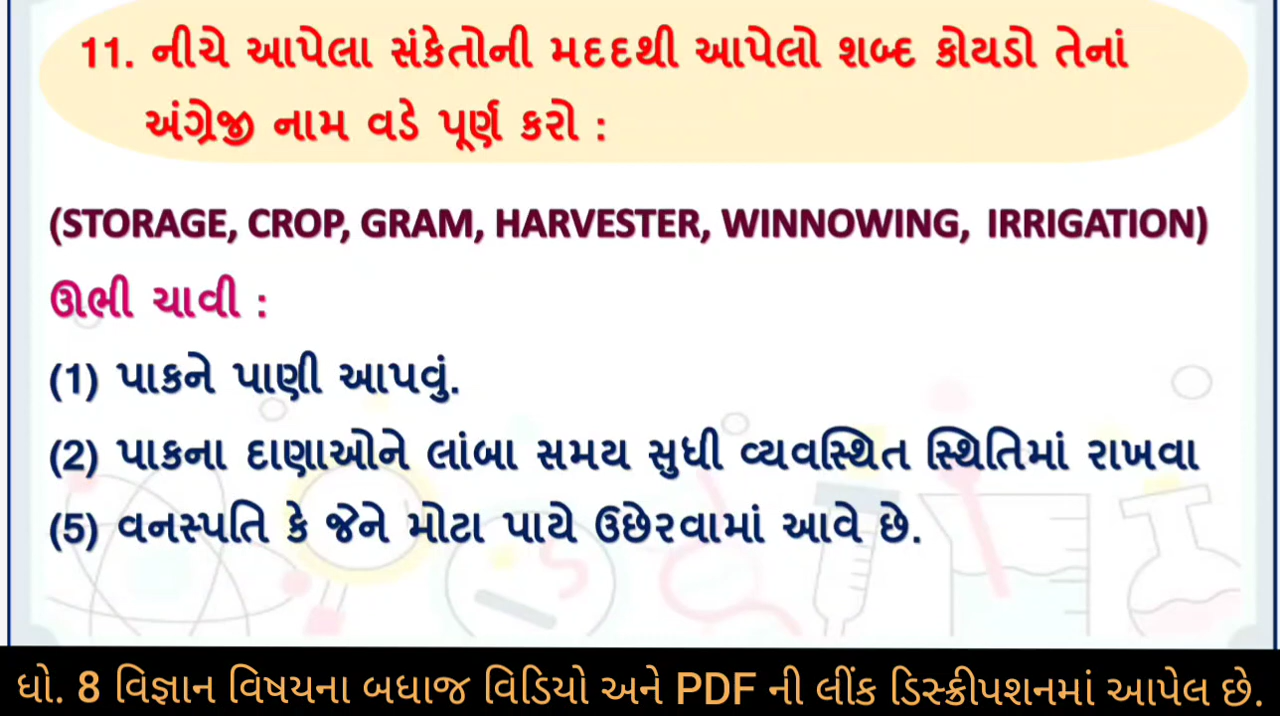 11. નીચે આપેલા સંકેતોની મદદથી આપેલો શબ્દ કોયડો તેનાં
અંગ્રેજી નામ વડે પૂર્ણ કરો :
(STORAGE, CROP, GRAM, HARVESTER, WINNOWING, IRRIGATION)
ઊભી ચાવી :
(1) પાકને પાણી આપવું.
(2) પાકના દાણાઓને લાંબા સમય સુધી વ્યવસ્થિત સ્થિતિમાં રાખવા
(5) વનસ્પતિ કે જેને મોટા પાયે ઉછેરવામાં આવે છે.
ધો. 8 વિજ્ઞાન વિષયના બધાજ વિડિયો અને PDF ની લીંક ડિસ્ક્રીપશનમાં આપેલ છે.